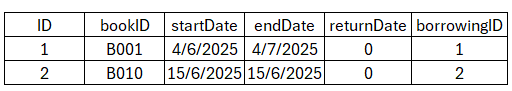 ID bookID startDate endDate returnDate borrowingID
1 B001 4/6/2025 4/7/2025 0 1
2 B010 15/6/2025 15/6/2025 0 2